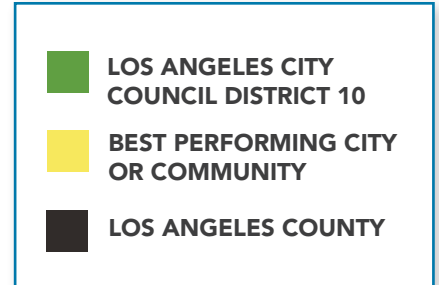 LOS ANGELES CITY
COUNCIL DISTRICT 10
BEST PERFORMING CITY
OR COMMUNITY
LOS ANGELES COUNTY